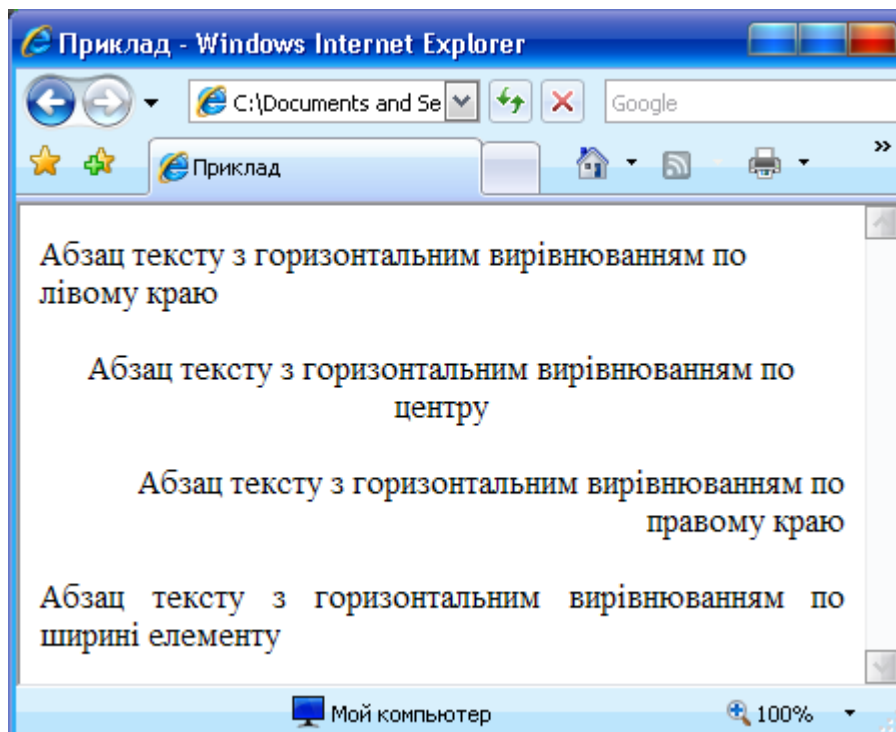 Приклад - Windows Internet Explorer
C:\Documents and Se
Google
Приклад
»
Абзац тексту з горизонтальним вирівнюванням по
лівому краю
Абзац тексту з горизонтальним вирівнюванням по
центру
Абзац тексту з горизонтальним вирівнюванням по
правому краю
Абзац тексту з горизонтальним вирівнюванням по
ширині елементу
Мой компьютер
100%